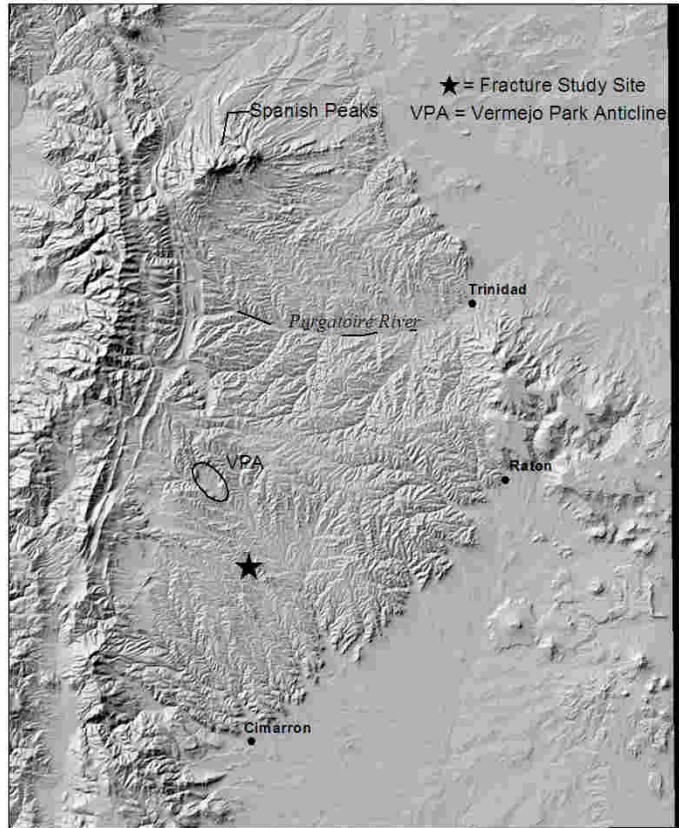 ★ = Fracture Study Site
Spanish Peaks
VPA = Vermejo Park Anticline
Trinidad
Purgatoire River
VPA
Raton
Cimarron